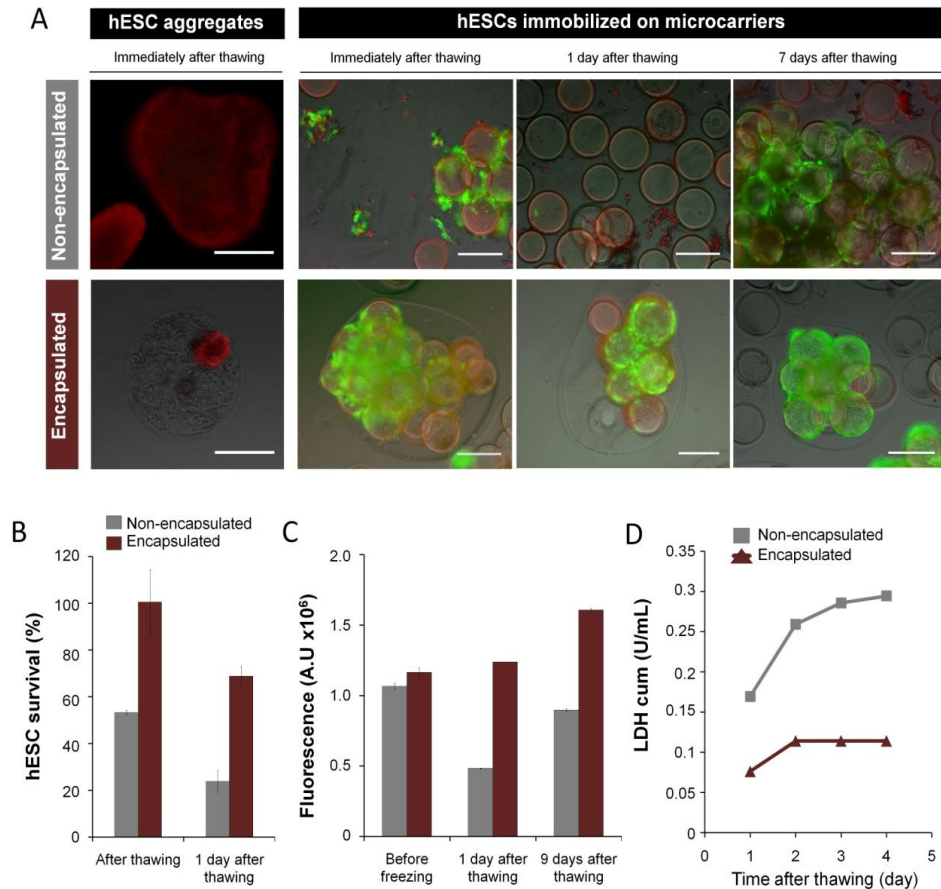 A
hESC aggregates
hESCs immobilized on microcarriers
Immediately after thawing
Immediately after thawing
1 day after thawing
7 days after thawing
Non-encapsulated
Encapsulated
B
Non-encapsulated
Encapsulated
hESC survival (%)
120
100
80
60
40
20
0
After thawing
1 day after
thawing
C
Fluorescence (A.U x10⁶)
2.0
1.5
1.0
0.5
0
Before
freezing
1 day after
thawing
9 days after
thawing
D
Non-encapsulated
Encapsulated
LDH cum (U/mL)
0.35
0.3
0.25
0.2
0.15
0.1
0.05
0
0
1
2
3
4
5
Time after thawing (day)